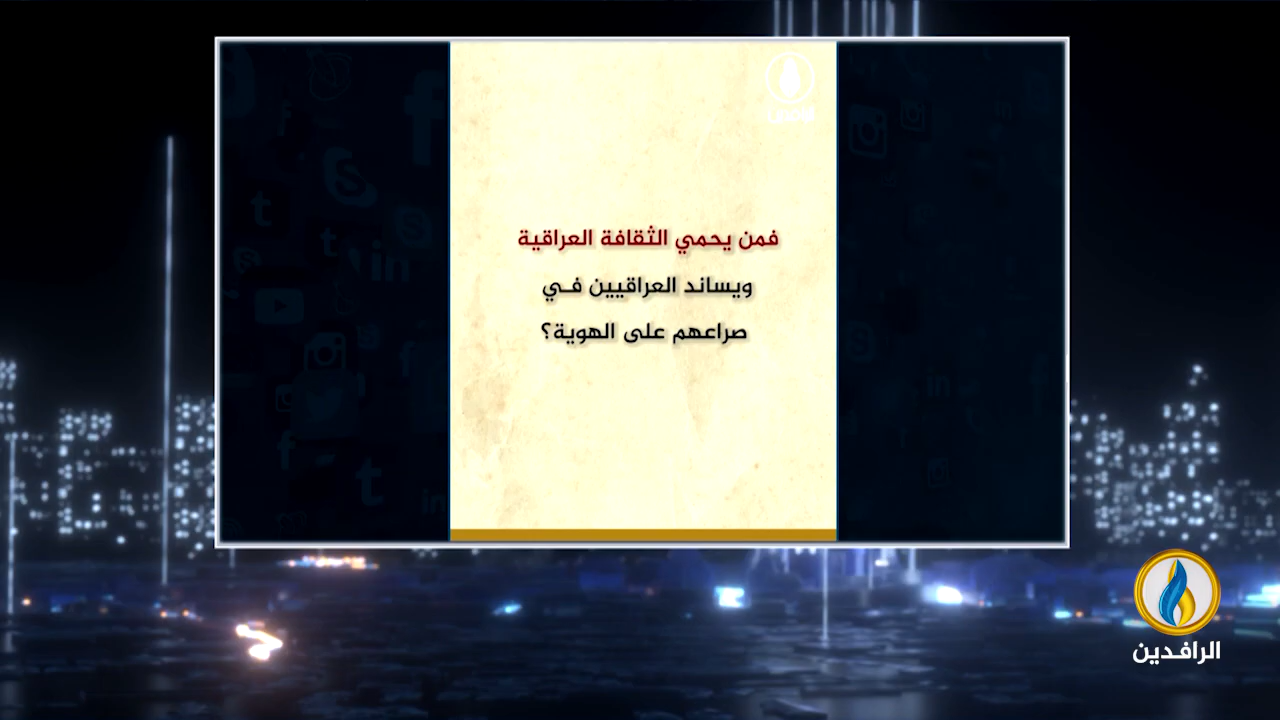 فمن يحمي الثقافة العراقية
ويساند العراقيين في
صراعهم على الهوية؟
الرافدين